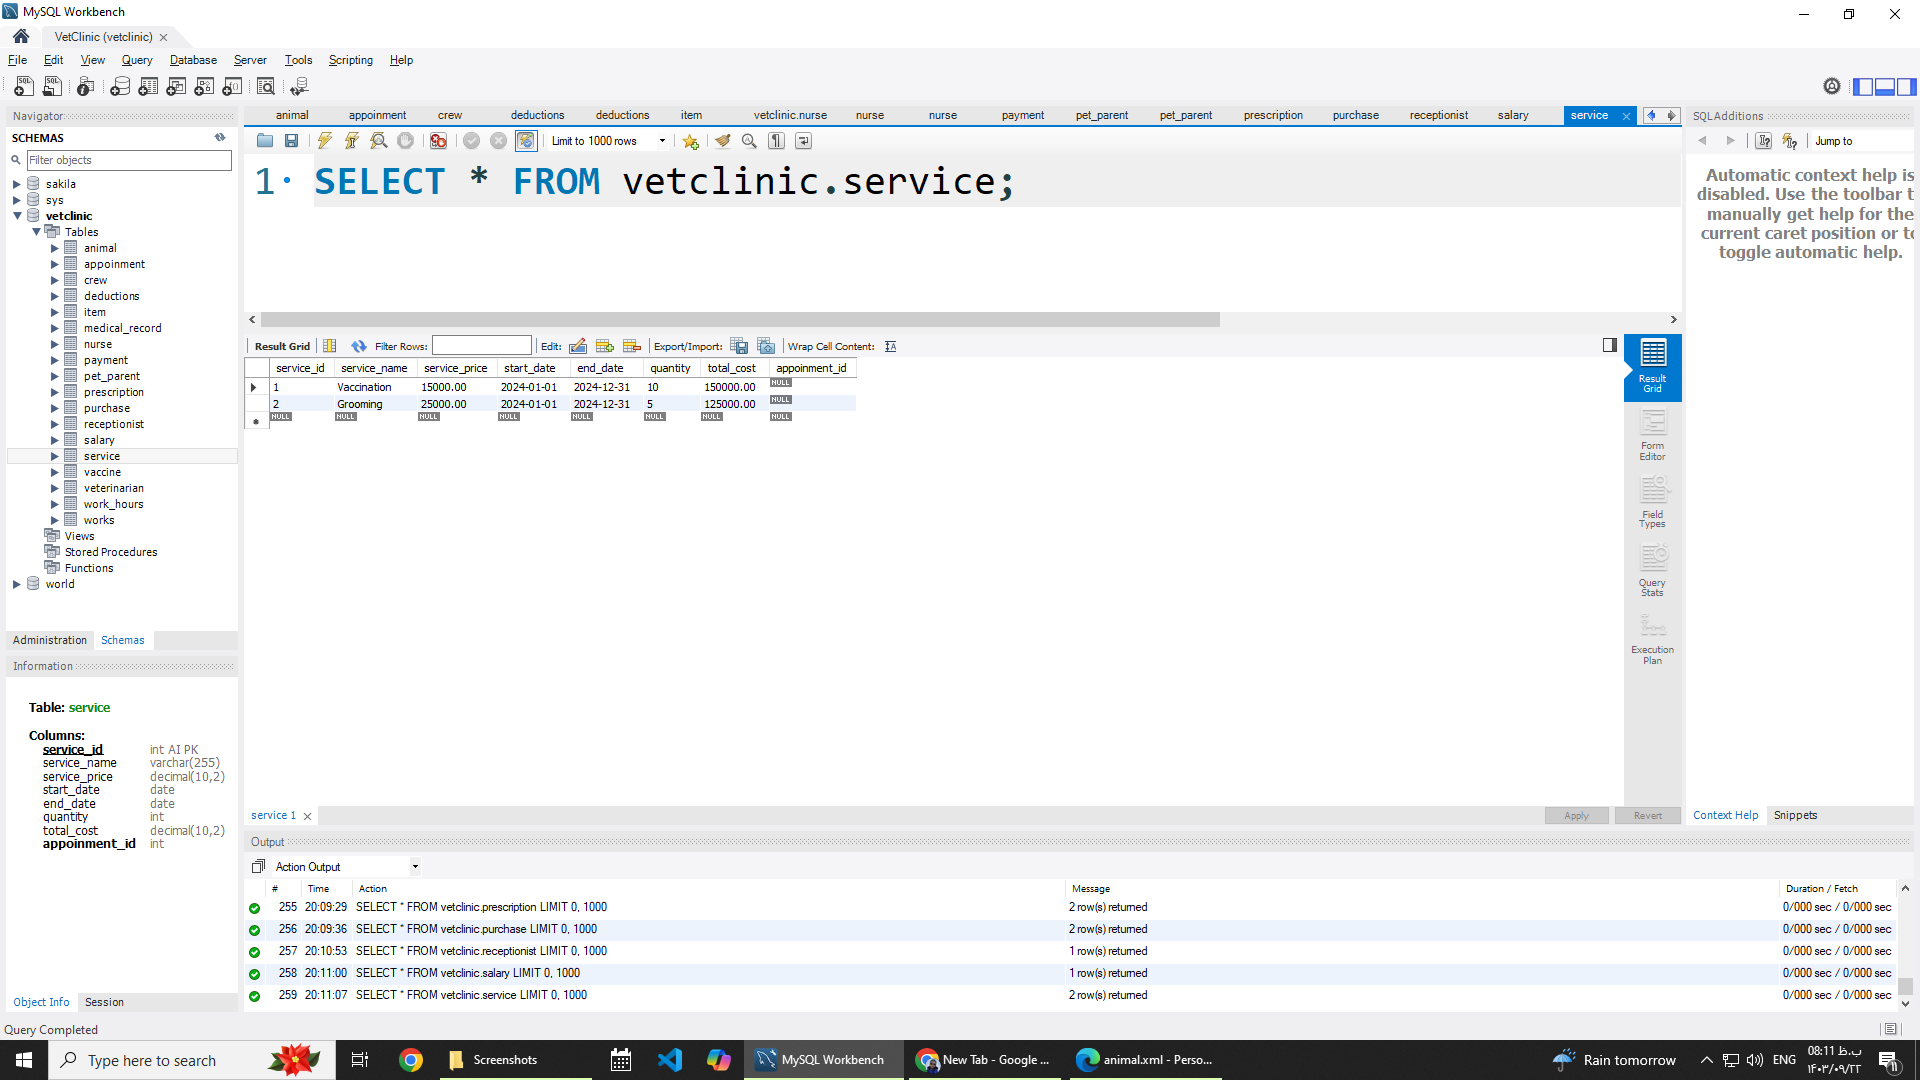 MySQL Workbench
VetClinic (vetclinic)
File Edit View Query Database Server Tools Scripting Help
Navigator
SCHEMAS
Filter objects
sakila
sys
vetclinic
Tables
animal
appoinment
crew
deductions
item
medical_record
nurse
payment
pet_parent
prescription
purchase
receptionist
salary
service
vaccine
veterinarian
work_hours
works
Views
Stored Procedures
Functions
world
Administration Schemas
Information
Table: service
Columns:
service_id int AI PK
service_name varchar(255)
service_price decimal(10,2)
start_date date
end_date date
quantity int
total_cost decimal(10,2)
appoinment_id int
Object Info Session
Query Completed
animal appoinment crew deductions deductions item vetclinic.nurse nurse nurse payment pet_parent pet_parent prescription purchase receptionist salary service
Limit to 1000 rows
1 SELECT * FROM vetclinic.service;
Result Grid Filter Rows: Edit: Export/Import: Wrap Cell Content:
service_id service_name service_price start_date end_date quantity total_cost appoinment_id
1 Vaccination 15000.00 2024-01-01 2024-12-31 10 150000.00 NULL
2 Grooming 25000.00 2024-01-01 2024-12-31 5 125000.00 NULL
NULL NULL NULL NULL NULL NULL NULL NULL
Result Grid
Form Editor
Field Types
Query Stats
Execution Plan
service 1
Apply Revert
SQLAdditions
Jump to
Automatic context help is
disabled. Use the toolbar t
manually get help for the
current caret position or to
toggle automatic help.
Context Help Snippets
Output
Action Output
# Time Action Message Duration / Fetch
255 20:09:29 SELECT * FROM vetclinic.prescription LIMIT 0, 1000 2 row(s) returned 0/000 sec / 0/000 sec
256 20:09:36 SELECT * FROM vetclinic.purchase LIMIT 0, 1000 2 row(s) returned 0/000 sec / 0/000 sec
257 20:10:53 SELECT * FROM vetclinic.receptionist LIMIT 0, 1000 1 row(s) returned 0/000 sec / 0/000 sec
258 20:11:00 SELECT * FROM vetclinic.salary LIMIT 0, 1000 1 row(s) returned 0/000 sec / 0/000 sec
259 20:11:07 SELECT * FROM vetclinic.service LIMIT 0, 1000 2 row(s) returned 0/000 sec / 0/000 sec
Type here to search
Screenshots
MySQL Workbench
New Tab - Google ...
animal.xml - Perso...
Rain tomorrow
ENG
08:11 ب.ظ
۱۴۰۳/۰۹/۲۲
11